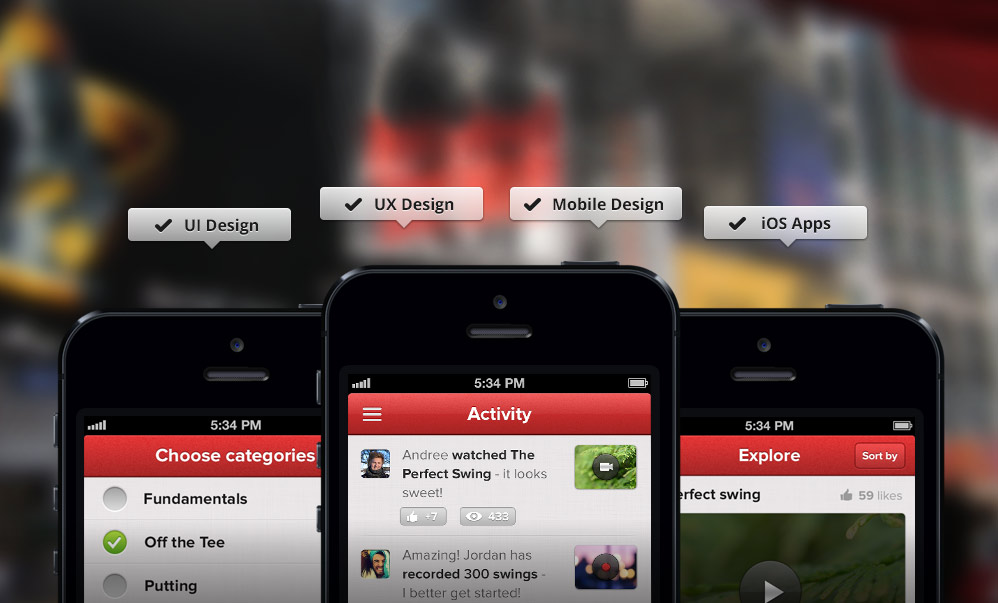 UI Design
UX Design
Mobile Design
iOS Apps
5:34 PM
Choose categories
Fundamentals
Off the Tee
Putting
5:34 PM
Activity
Andree watched The
Perfect Swing - it looks
sweet!
+7
433
Amazing! Jordan has
recorded 300 swings -
I better get started!
5:34 PM
Explore
Sort by
erfect swing
59 likes